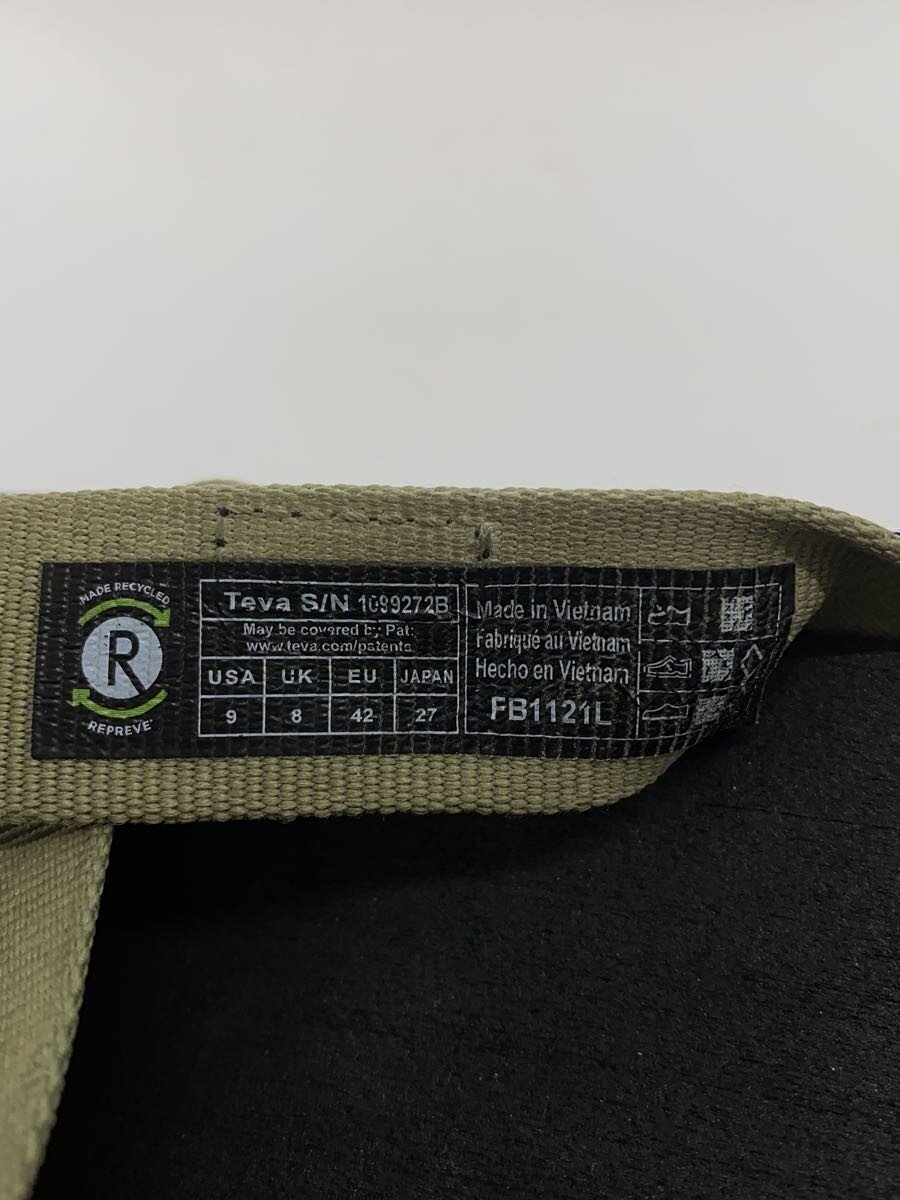 MADE RECYCLED
R
REPREVE
Teva S/N 1099272B
May be covered by Pat:
www.teva.com/patents
USA UK EU JAPAN
9 8 42 27
Made in Vietnam
Fabriqué au Vietnam
Hecho en Vietnam
FB1121L